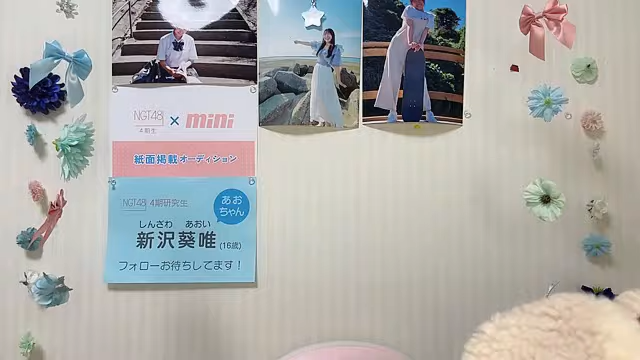 NGT48 × mini
4期生
紙面掲載オーディション
NGT48 4期研究生
あお
ちゃん
しんざわ あおい
新沢葵唯(16歳)
フォローお待ちしてます!